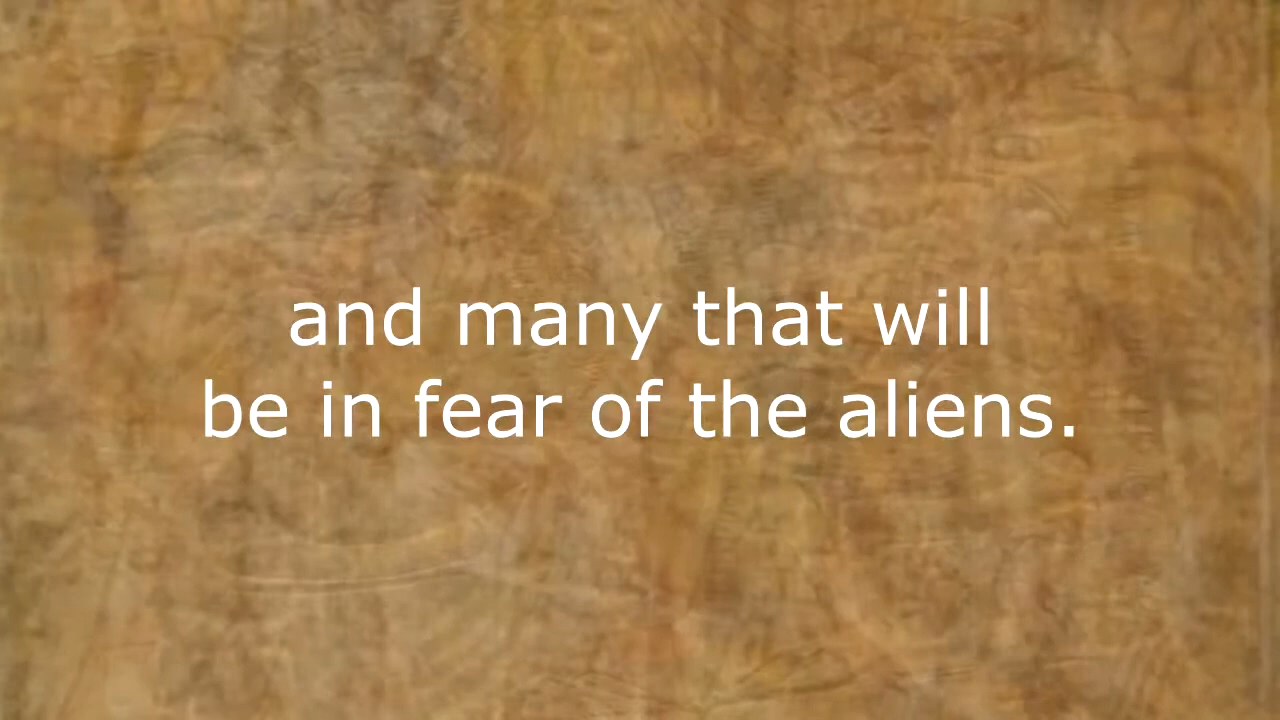 and many that will
be in fear of the aliens.